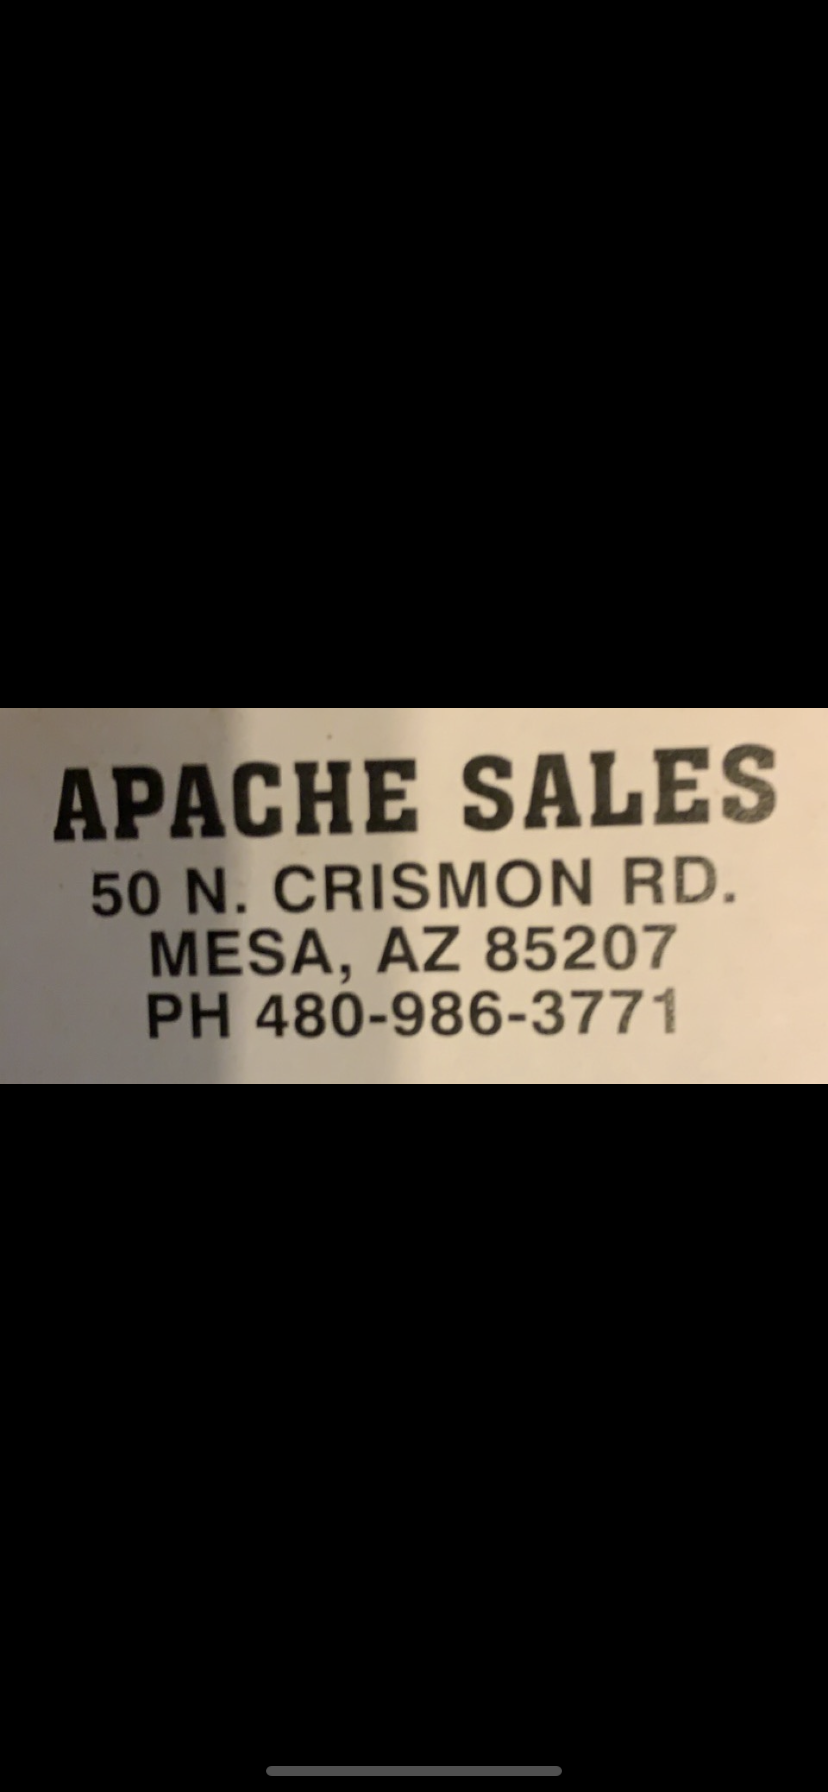 APACHE SALES
50 N. CRISMON RD.
MESA, AZ 85207
PH 480-986-3771